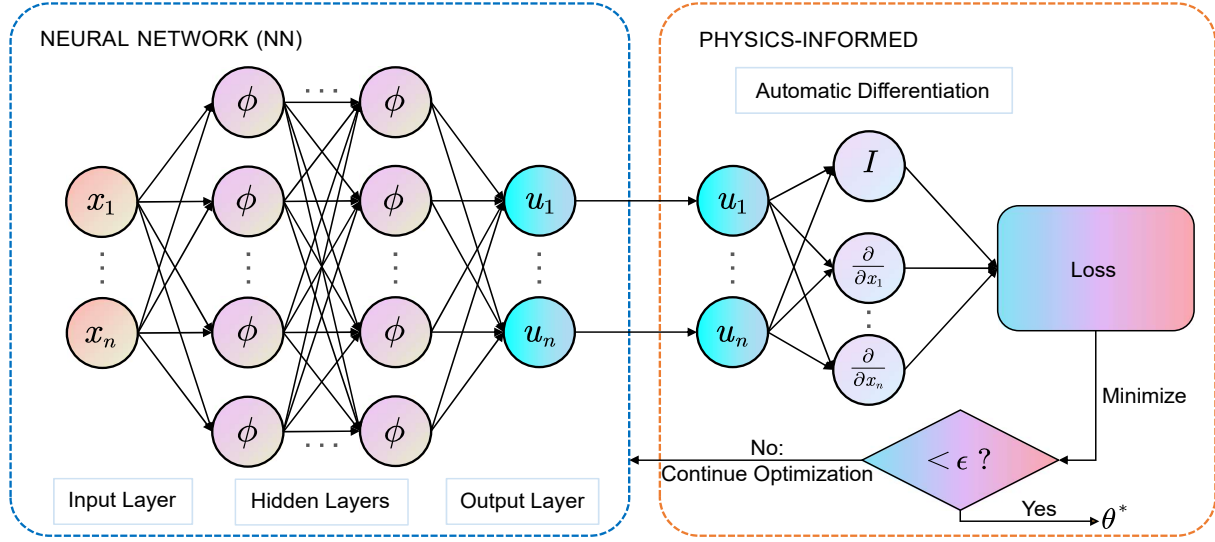 NEURAL NETWORK (NN)
ϕ
· · ·
ϕ
x₁
ϕ
ϕ
u₁
⋮
⋮
⋮
⋮
xₙ
ϕ
ϕ
uₙ
ϕ
· · ·
ϕ
Input Layer
Hidden Layers
Output Layer
PHYSICS-INFORMED
Automatic Differentiation
u₁
⋮
uₙ
I
∂/∂x₁
⋮
∂/∂xₙ
Loss
Minimize
< ϵ ?
No:
Continue Optimization
Yes
θ*